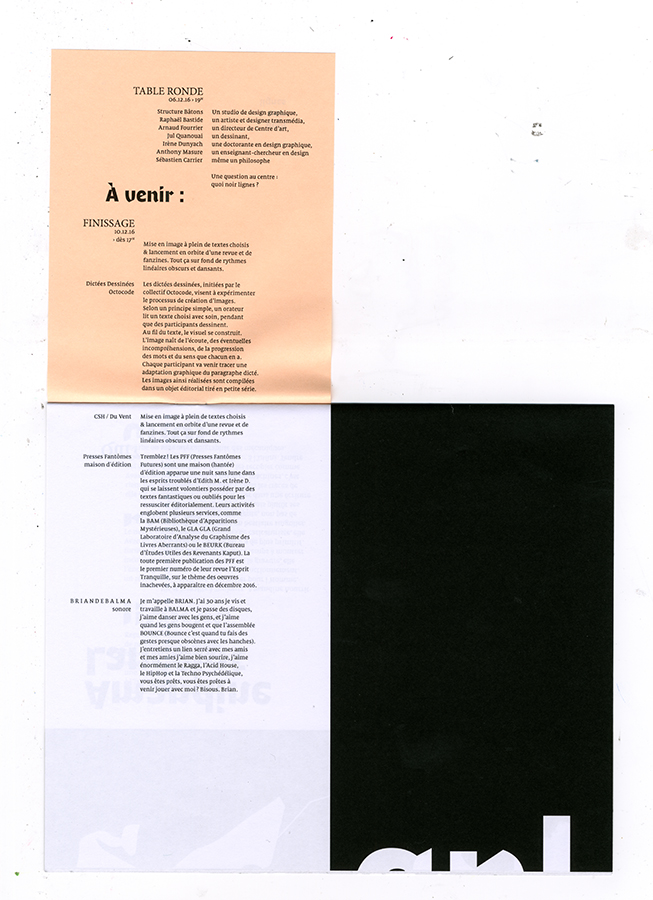 TABLE RONDE
06.12.16 › 19ʰ
Structure Bâtons Un studio de design graphique,
Raphaël Bastide un artiste et designer transmédia,
Arnaud Fourrier un directeur de Centre d'art,
Jul Quanouai un dessinant,
Irène Dunyach une doctorante en design graphique,
Anthony Masure un enseignant-chercheur en design
Sébastien Carrier même un philosophe
Une question au centre :
quoi noir lignes ?
À venir :
FINISSAGE
10.12.16
› dès 17ʰ
Mise en image à plein de textes choisis
& lancement en orbite d'une revue et de
fanzines. Tout ça sur fond de rythmes
linéaires obscurs et dansants.
Dictées Dessinées
Octocode
Les dictées dessinées, initiées par le
collectif Octocode, visent à expérimenter
le processus de création d'images.
Selon un principe simple, un orateur
lit un texte choisi avec soin, pendant
que des participants dessinent.
Au fil du texte, le visuel se construit.
L'image naît de l'écoute, des éventuelles
incompréhensions, de la progression
des mots et du sens que chacun en a.
Chaque participant va venir tracer une
adaptation graphique du paragraphe dicté.
Les images ainsi réalisées sont compilées
dans un objet éditorial tiré en petite série.
CSH / Du Vent
Mise en image à plein de textes choisis
& lancement en orbite d'une revue et de
fanzines. Tout ça sur fond de rythmes
linéaires obscurs et dansants.
Presses Fantômes
maison d'édition
Tremblez ! Les PFF (Presses Fantômes
Futures) sont une maison (hantée)
d'édition apparue une nuit sans lune dans
les esprits troublés d'Edith M. et Irène D.
qui se laissent volontiers posséder par des
textes fantastiques ou oubliés pour les
ressusciter éditorialement. Leurs activités
englobent plusieurs services, comme
la BAM (Bibliothèque d'Apparitions
Mystérieuses), le GLA GLA (Grand
Laboratoire d'Analyse du Graphisme des
Livres Aberrants) ou le BEURK (Bureau
d'Études Utiles des Revenants Kaput). La
toute première publication des PFF est
le premier numéro de leur revue l'Esprit
Tranquille, sur le thème des oeuvres
inachevées, à apparaître en décembre 2016.
BRIANDEBALMA
sonore
Je m'appelle BRIAN. J'ai 30 ans je vis et
travaille à BALMA et je passe des disques,
j'aime danser avec les gens, et j'aime
quand les gens bougent et que l'assemblée
BOUNCE (Bounce c'est quand tu fais des
gestes presque obscènes avec les hanches).
J'entretiens un lien serré avec mes amis
et mes amies j'aime bien sourire, j'aime
énormément le Ragga, l'Acid House,
le HipHop et la Techno Psychédélique,
vous êtes prêts, vous êtes prêtes à
venir jouer avec moi ? Bisous. Brian.
Amandine